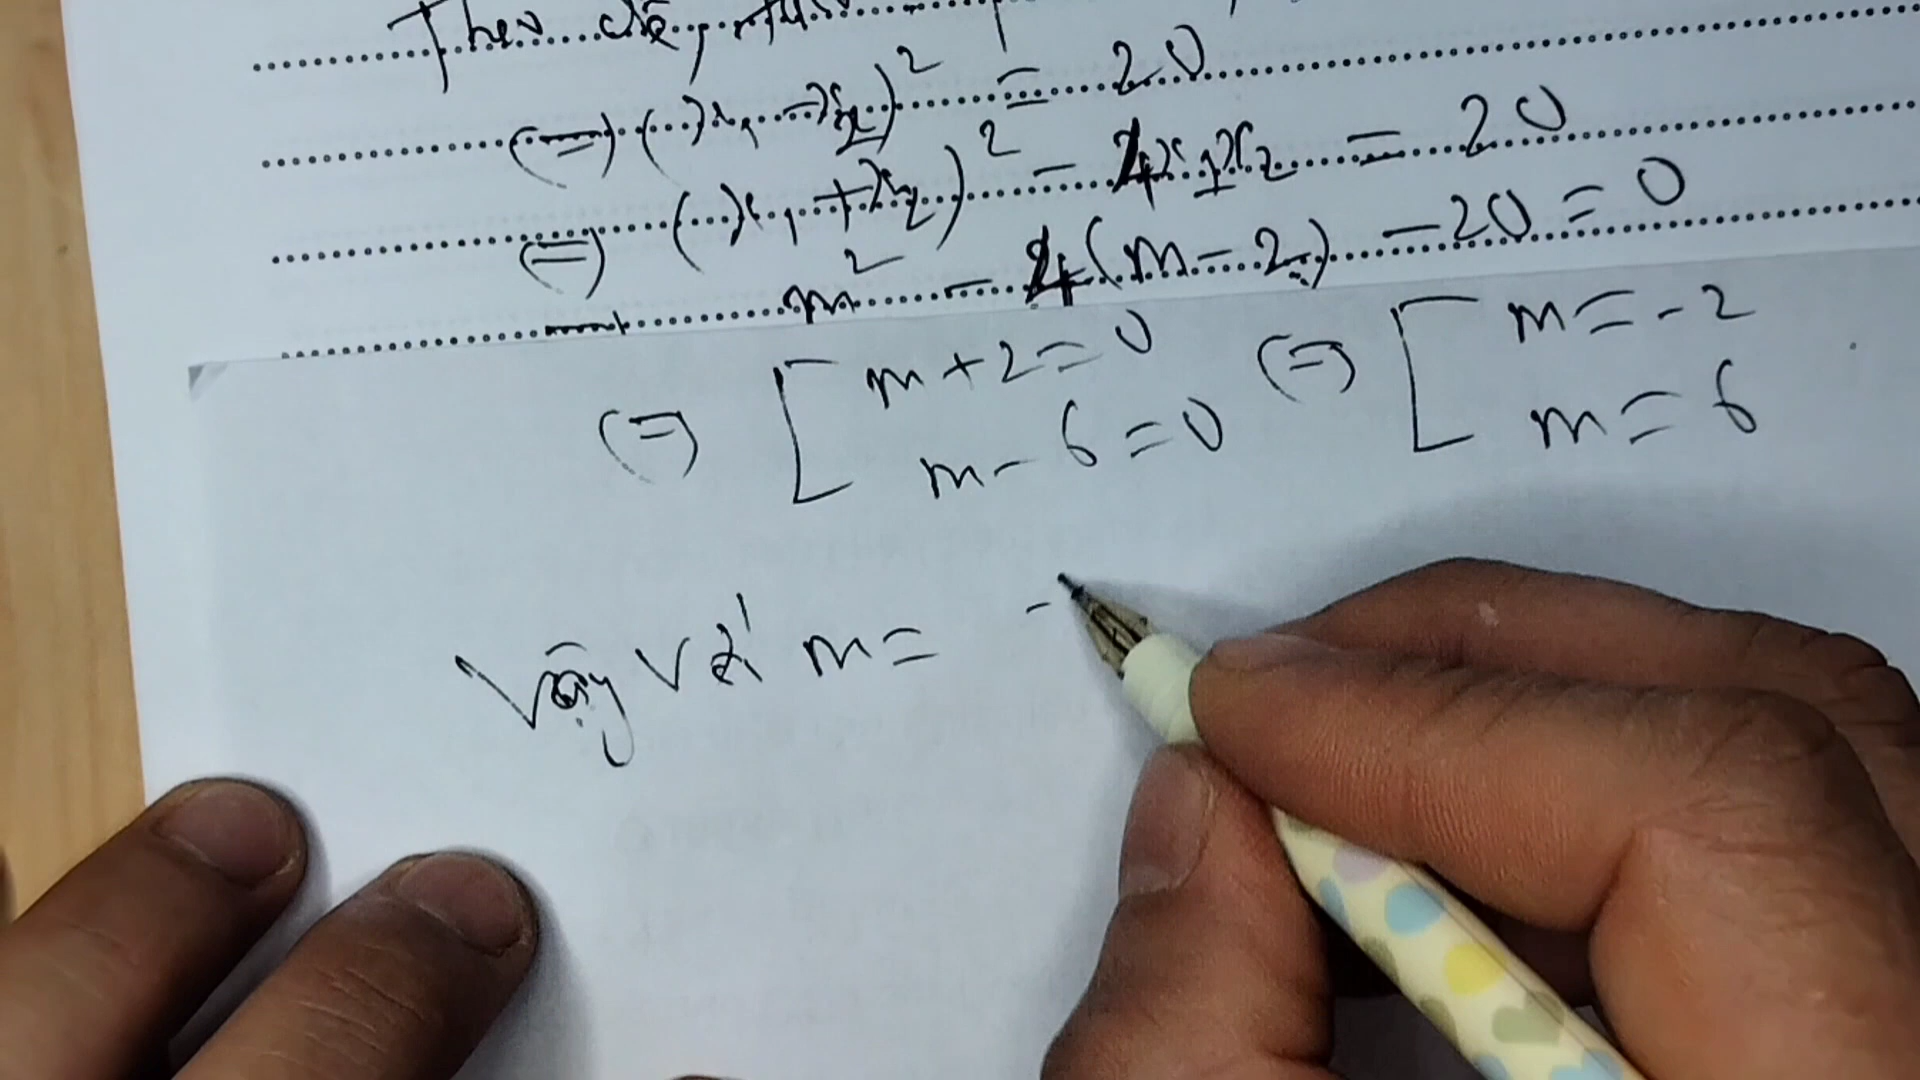 Theo đề
(=) (x₁ - x₂)² = 20
(=) (x₁ + x₂)² - 4x₁x₂ = 20
m² - 4(m - 2) - 20 = 0
(=) [ m + 2 = 0 (=) [ m = -2
m - 6 = 0 m = 6
Vậy với m = -